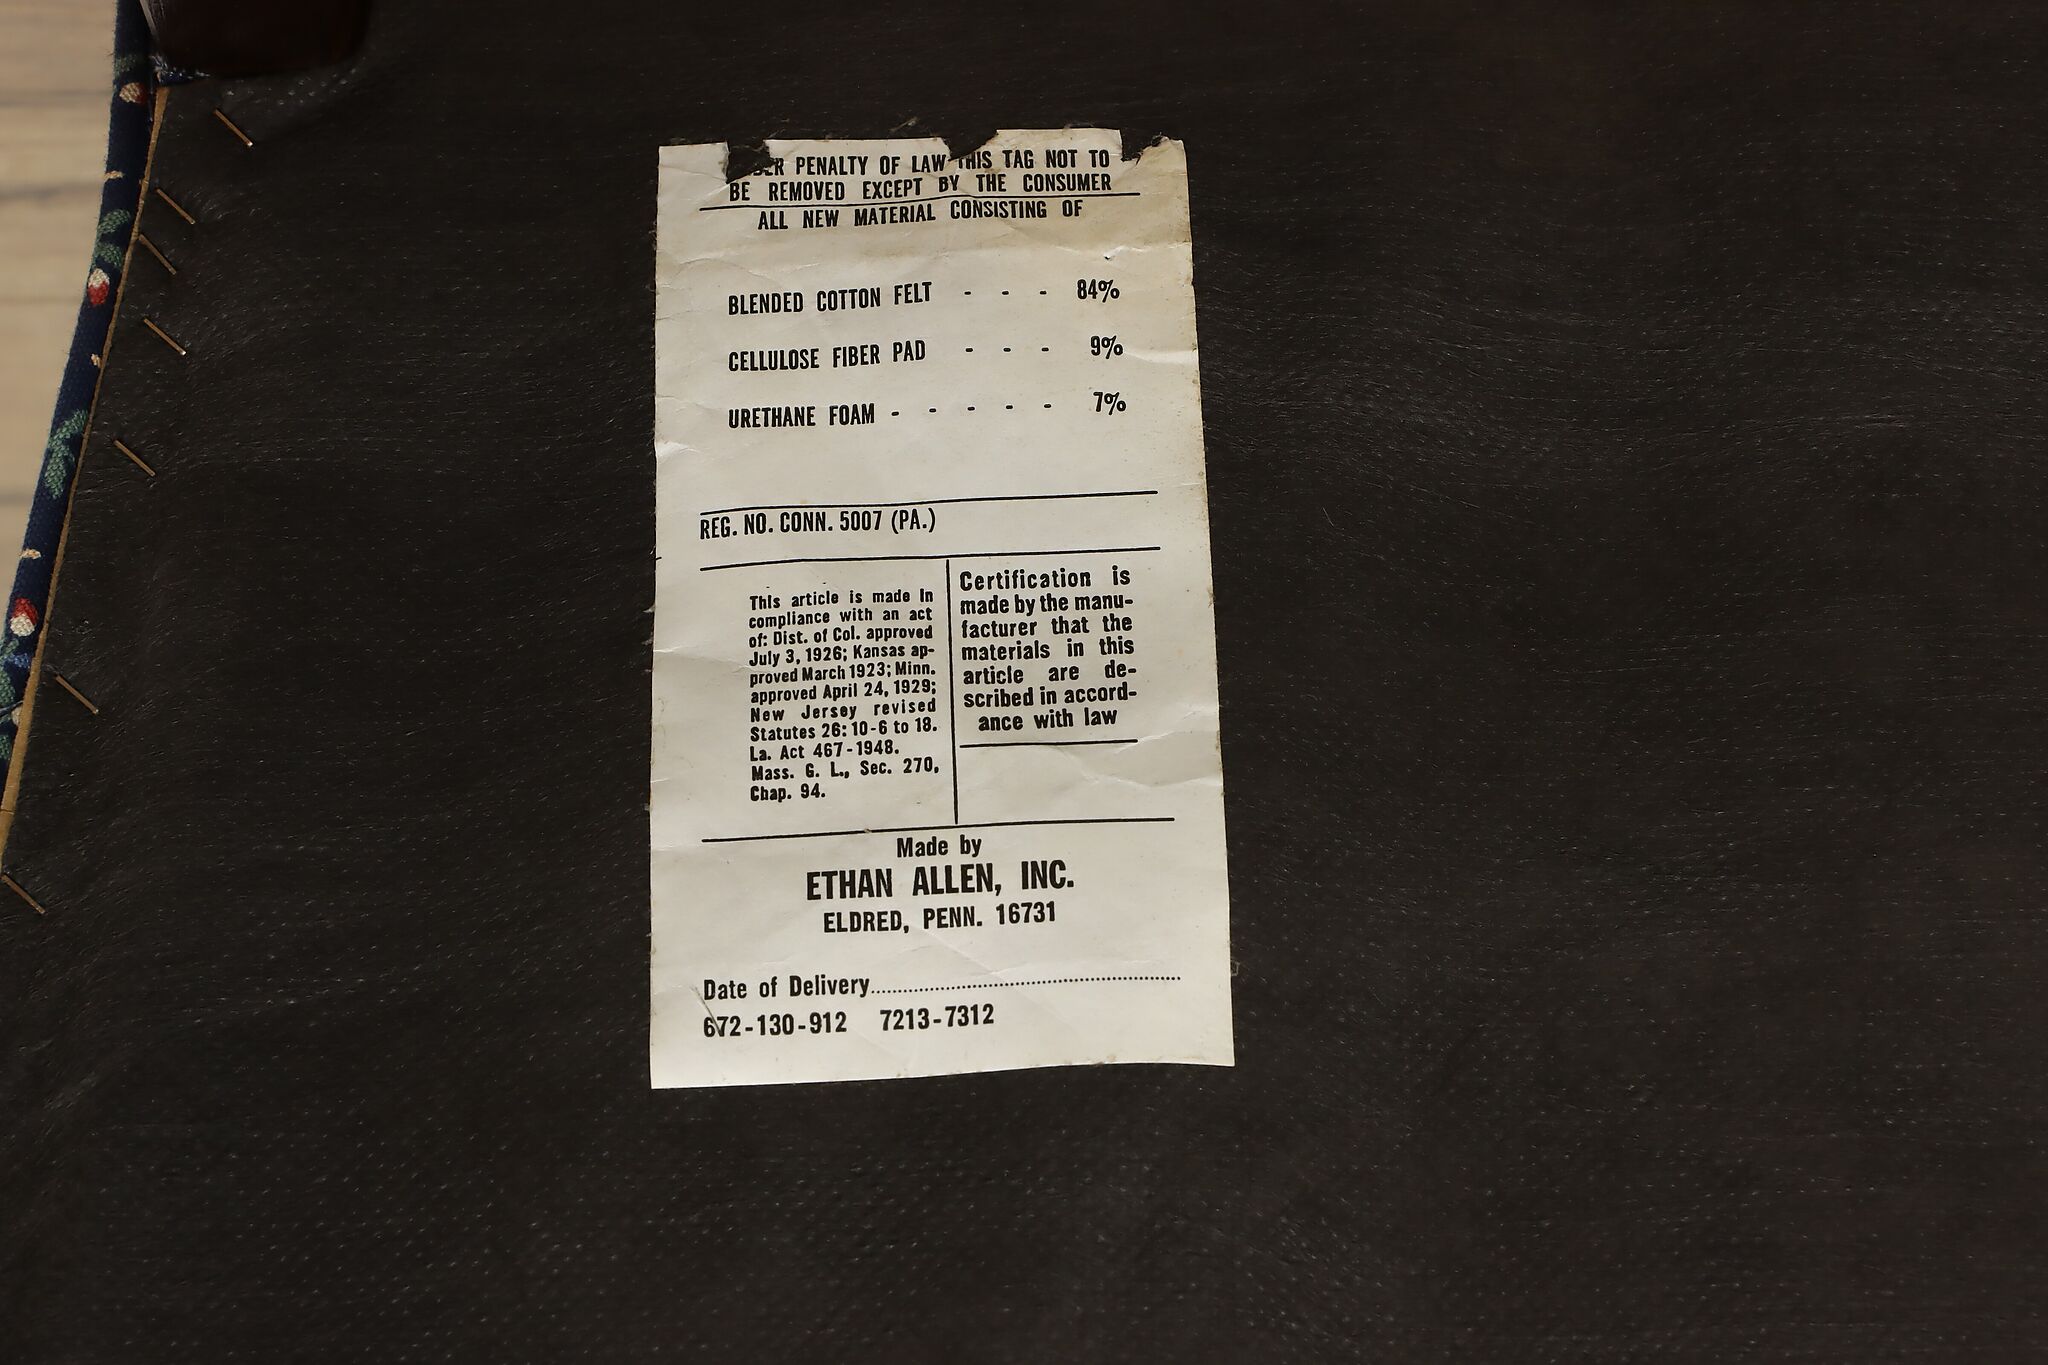 PENALTY OF LAW THIS TAG NOT TO
BE REMOVED EXCEPT BY THE CONSUMER
ALL NEW MATERIAL CONSISTING OF
BLENDED COTTON FELT - - - 84%
CELLULOSE FIBER PAD - - - 9%
URETHANE FOAM - - - - - 7%
REG. NO. CONN. 5007 (PA.)
This article is made in
compliance with an act
of: Dist. of Col. approved
July 3, 1926; Kansas ap-
proved March 1923; Minn.
approved April 24, 1929;
New Jersey revised
Statutes 26: 10-6 to 18.
La. Act 467-1948.
Mass. G. L., Sec. 270,
Chap. 94.
Certification is
made by the manu-
facturer that the
materials in this
article are de-
scribed in accord-
ance with law
Made by
ETHAN ALLEN, INC.
ELDRED, PENN. 16731
Date of Delivery..............................
672-130-912 7213-7312